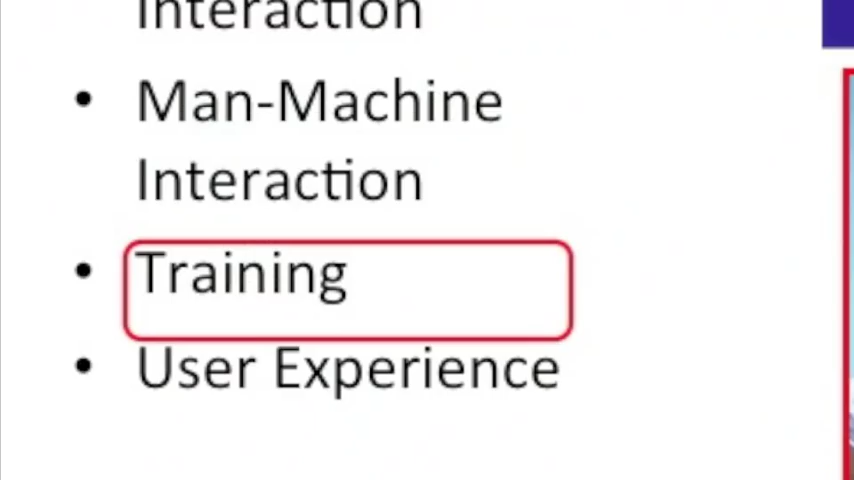 Interaction
• Man-Machine
Interaction
• Training
• User Experience